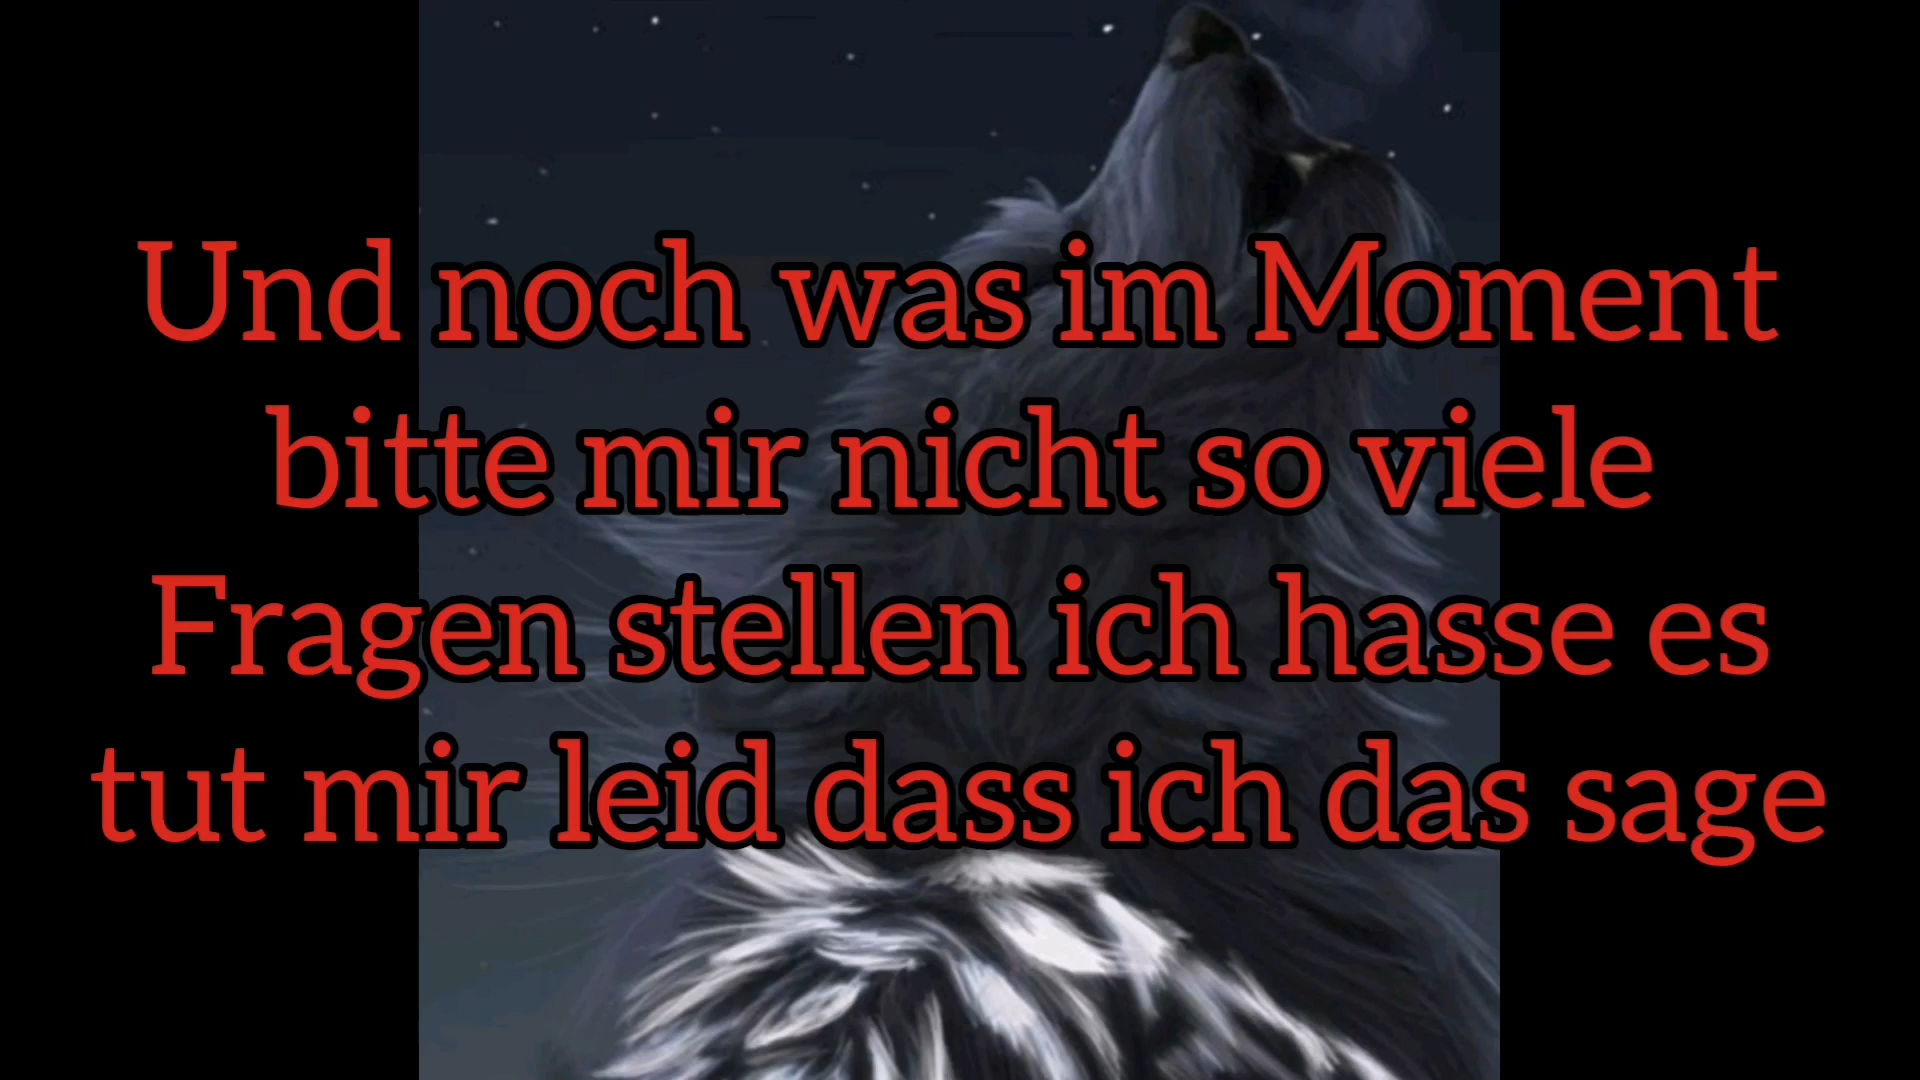 Und noch was im Moment
bitte mir nicht so viele
Fragen stellen ich hasse es
tut mir leid dass ich das sage